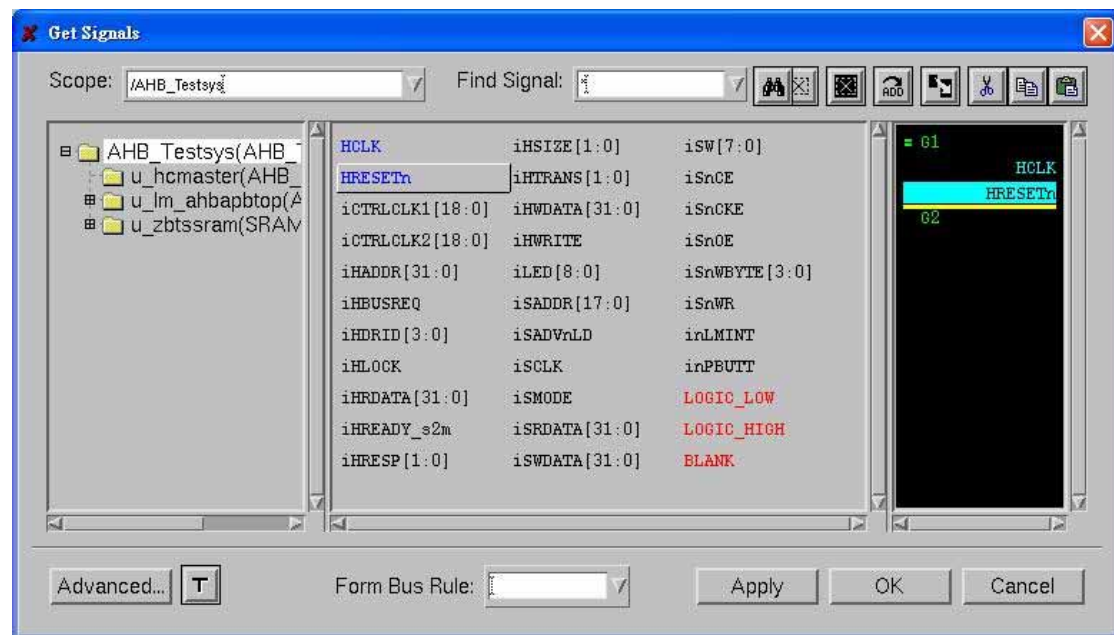 Get Signals
Scope: /AHB_Testsys Find Signal: *
ADD
AHB_Testsys(AHB_T
u_hcmaster(AHB_
u_lm_ahbapbtop(A
u_zbtssram(SRAM
HCLK iHSIZE[1:0] iSW[7:0]
HRESETn iHTRANS[1:0] iSnCE
iCTRLCLK1[18:0] iHWDATA[31:0] iSnCKE
iCTRLCLK2[18:0] iHWRITE iSnOE
iHADDR[31:0] iLED[8:0] iSnWBYTE[3:0]
iHBUSREQ iSADDR[17:0] iSnWR
iHDRID[3:0] iSADVnLD inLMINT
iHLOCK iSCLK inPBUTT
iHRDATA[31:0] iSMODE LOGIC_LOW
iHREADY_s2m iSRDATA[31:0] LOGIC_HIGH
iHRESP[1:0] iSWDATA[31:0] BLANK
= G1
HCLK
HRESETn
G2
Advanced... T Form Bus Rule: Apply OK Cancel